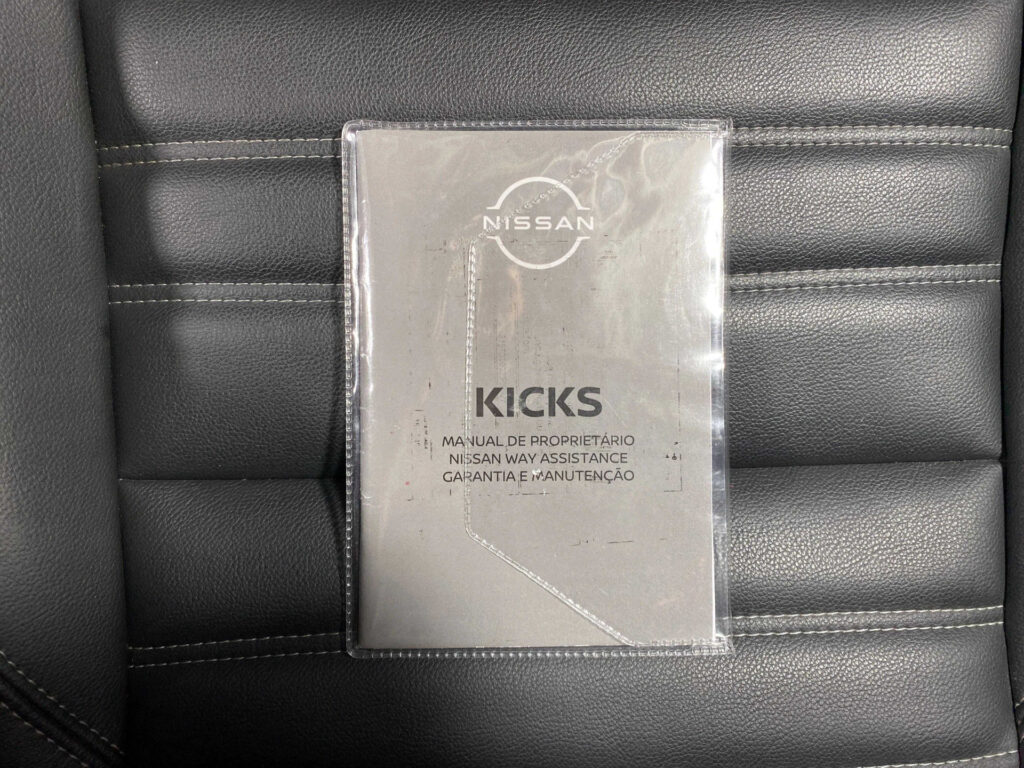 NISSAN
KICKS
MANUAL DE PROPRIETÁRIO
NISSAN WAY ASSISTANCE
GARANTIA E MANUTENÇÃO